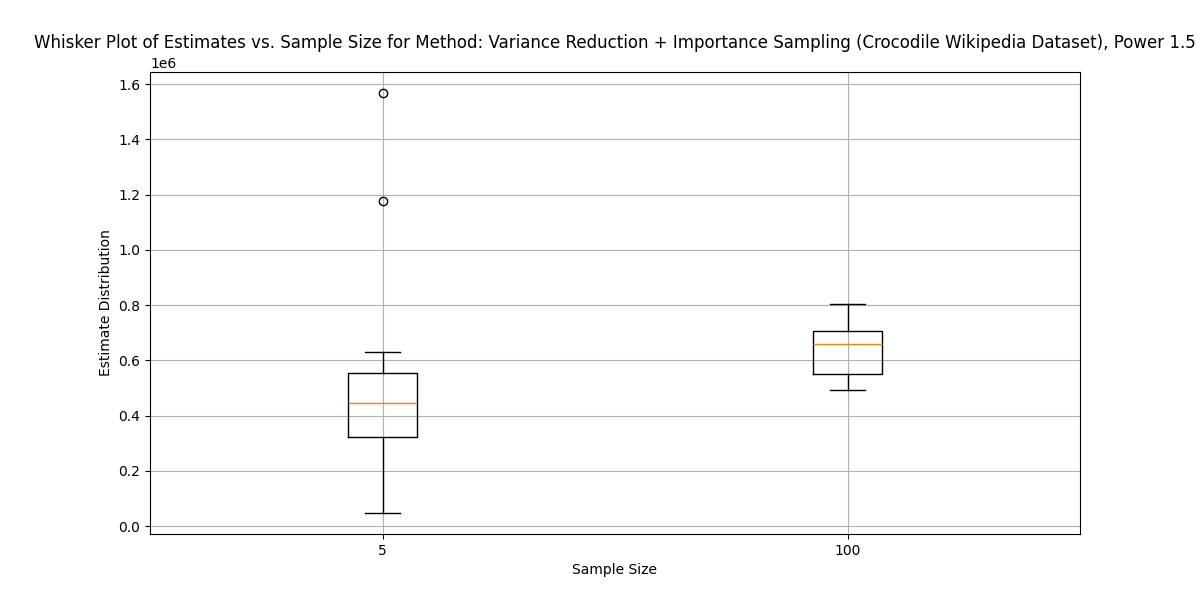 Whisker Plot of Estimates vs. Sample Size for Method: Variance Reduction + Importance Sampling (Crocodile Wikipedia Dataset), Power 1.5
1e6
1.6
1.4
1.2
1.0
0.8
0.6
0.4
0.2
0.0
Estimate Distribution
5
100
Sample Size